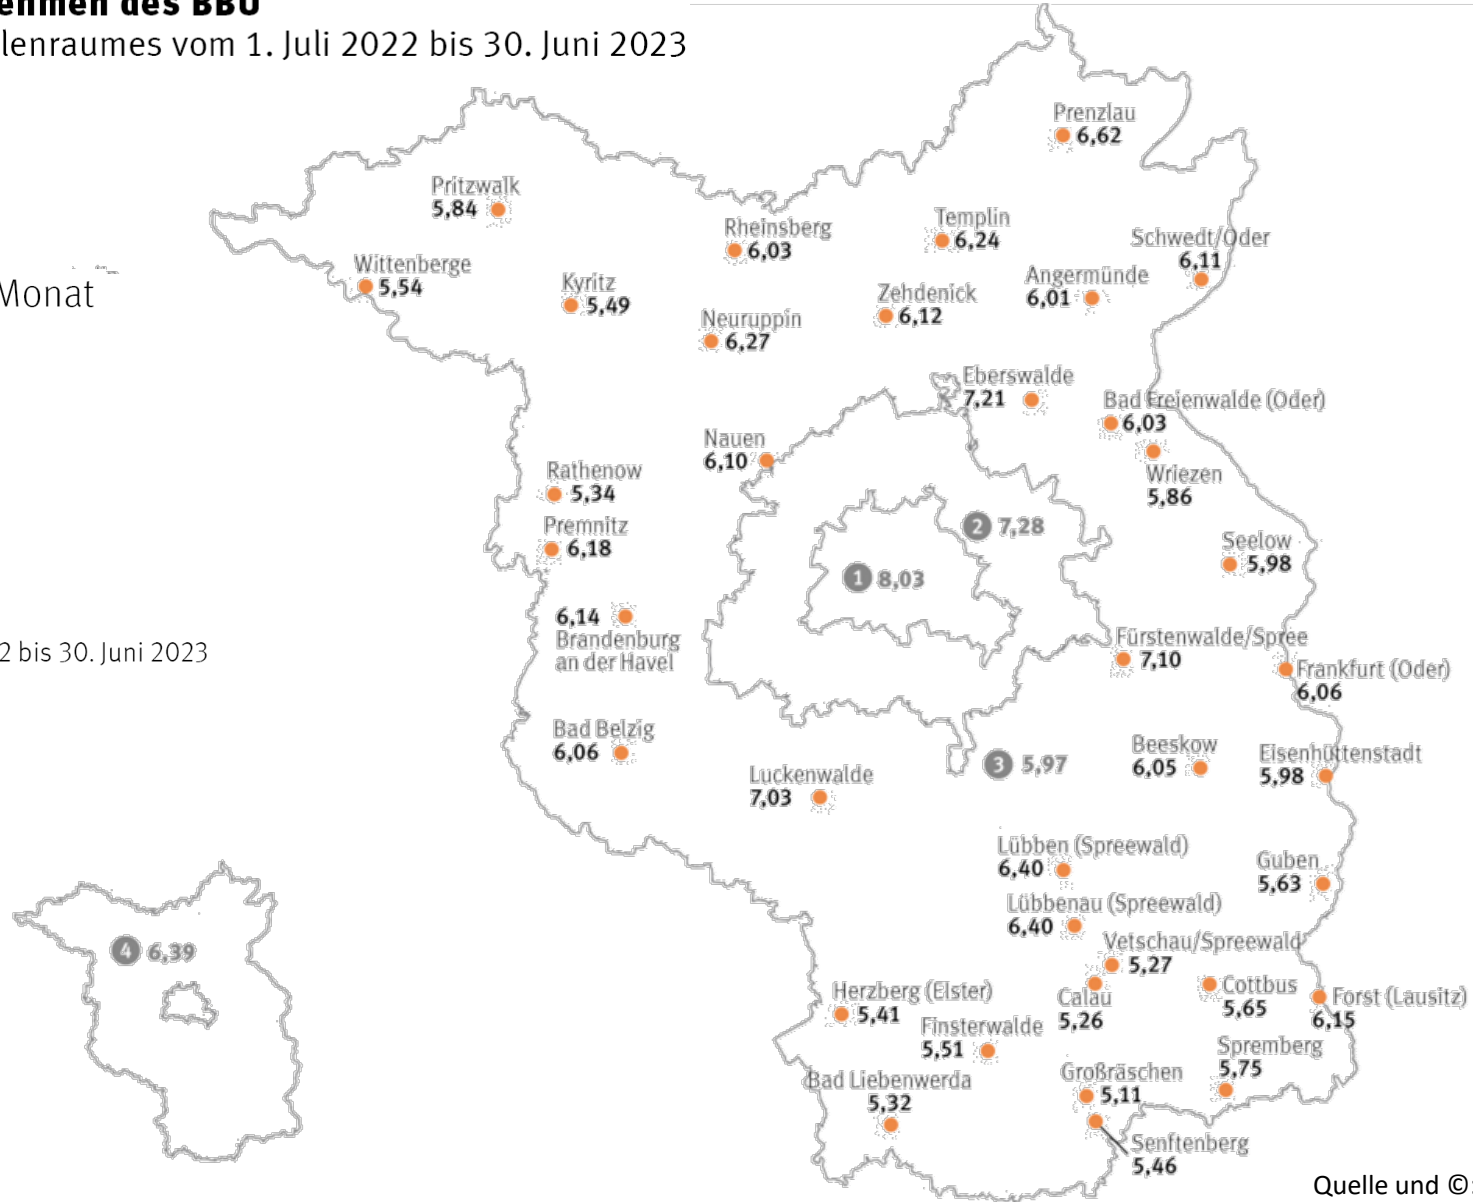 ehmen des BBU
lenraumes vom 1. Juli 2022 bis 30. Juni 2023
Prenzlau
6,62
Pritzwalk
5,84
Rheinsberg
6,03
Templin
6,24
Schwedt/Oder
6,11
Wittenberge
5,54
Monat
Kyritz
5,49
Angermünde
6,01
Zehdenick
6,12
Neuruppin
6,27
Eberswalde
7,21
Bad Freienwalde (Oder)
6,03
Nauen
6,10
Wriezen
5,86
Rathenow
5,34
Premnitz
6,18
2 7,28
Seelow
5,98
1 8,03
6,14
Brandenburg
an der Havel
2 bis 30. Juni 2023
Fürstenwalde/Spree
7,10
Frankfurt (Oder)
6,06
Bad Belzig
6,06
Beeskow
6,05
Eisenhüttenstadt
5,98
3 5,97
Luckenwalde
7,03
Lübben (Spreewald)
6,40
Guben
5,63
Lübbenau (Spreewald)
6,40
Vetschau/Spreewald
5,27
4 6,39
Calau
5,26
Cottbus
5,65
Forst (Lausitz)
6,15
Herzberg (Elster)
5,41
Finsterwalde
5,51
Spremberg
5,75
Großräschen
5,11
Bad Liebenwerda
5,32
Senftenberg
5,46
Quelle und ©: